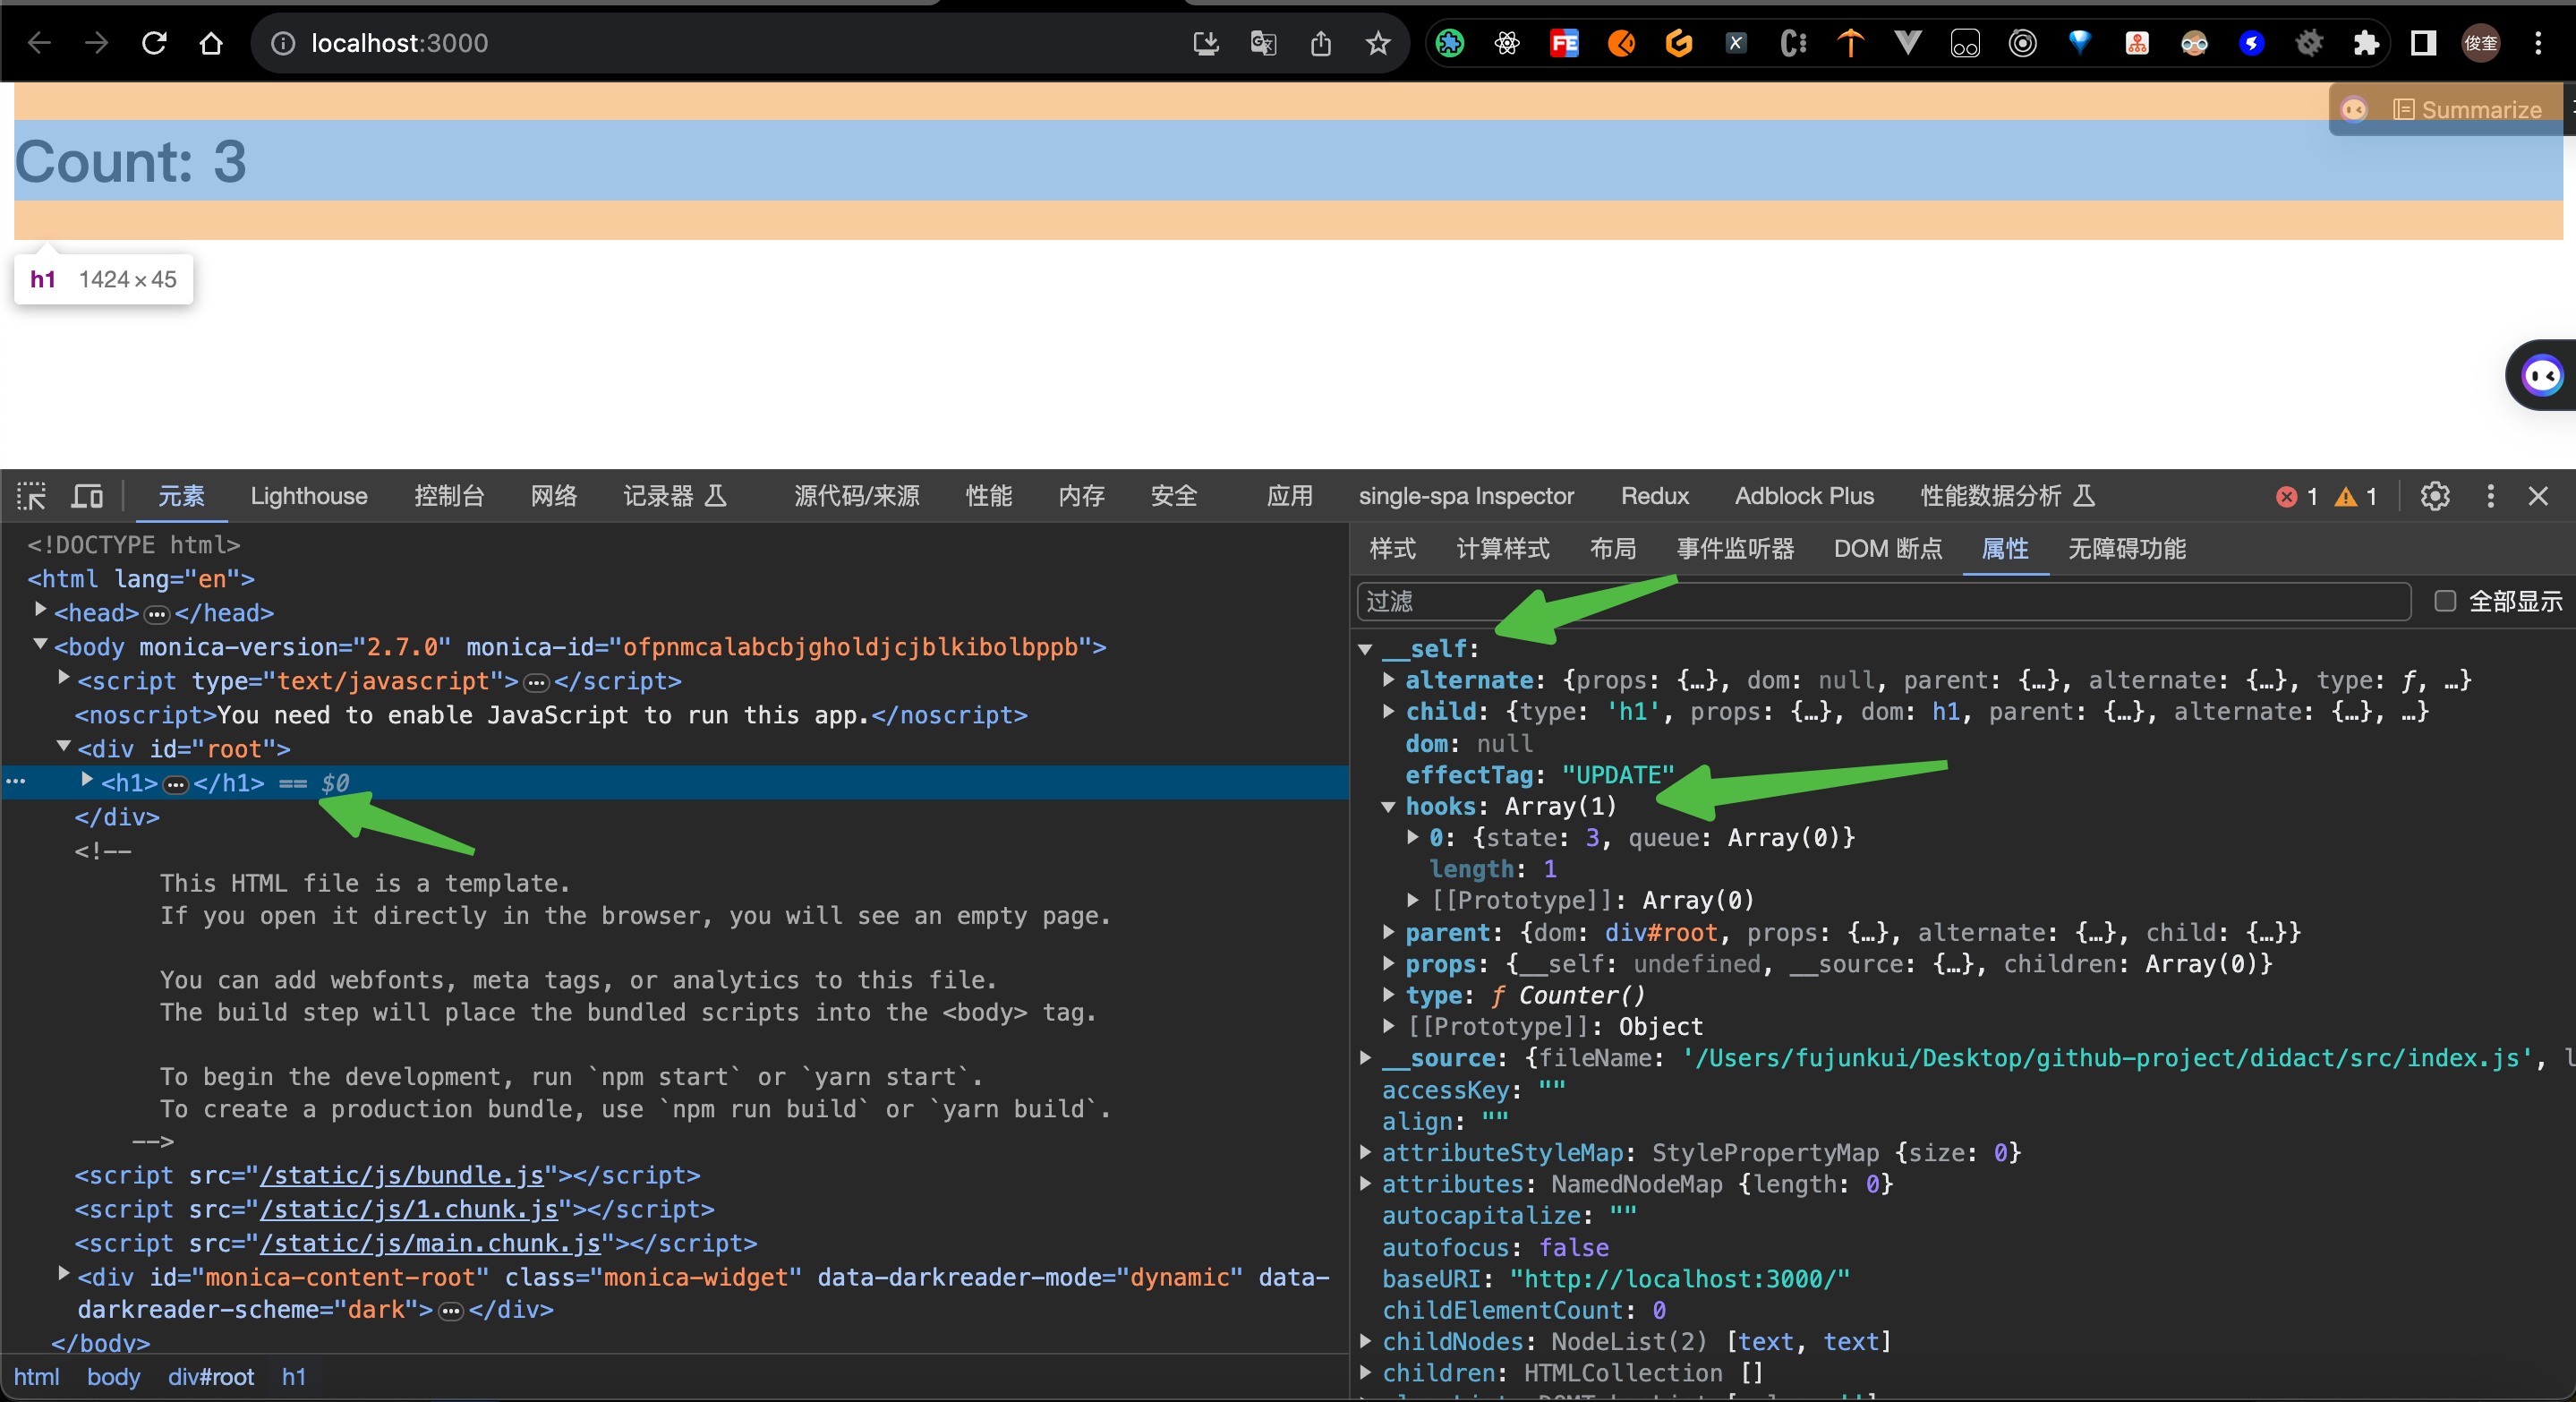 localhost:3000
俊奎
Summarize
Count: 3
h1 1424 × 45
元素 Lighthouse 控制台 网络 记录器 源代码/来源 性能 内存 安全 应用 single-spa Inspector Redux Adblock Plus 性能数据分析 1 1
<!DOCTYPE html>
<html lang="en">
<head>…</head>
<body monica-version="2.7.0" monica-id="ofpnmcalabcbjgholdjcjblkibolbppb">
<script type="text/javascript">…</script>
<noscript>You need to enable JavaScript to run this app.</noscript>
<div id="root">
… <h1>…</h1> == $0
</div>
<!--
This HTML file is a template.
If you open it directly in the browser, you will see an empty page.
You can add webfonts, meta tags, or analytics to this file.
The build step will place the bundled scripts into the <body> tag.
To begin the development, run `npm start` or `yarn start`.
To create a production bundle, use `npm run build` or `yarn build`.
-->
<script src="/static/js/bundle.js"></script>
<script src="/static/js/1.chunk.js"></script>
<script src="/static/js/main.chunk.js"></script>
<div id="monica-content-root" class="monica-widget" data-darkreader-mode="dynamic" data-
darkreader-scheme="dark">…</div>
</body>
html body div#root h1
样式 计算样式 布局 事件监听器 DOM 断点 属性 无障碍功能
过滤 全部显示
__self:
alternate: {props: {…}, dom: null, parent: {…}, alternate: {…}, type: ƒ, …}
child: {type: 'h1', props: {…}, dom: h1, parent: {…}, alternate: {…}, …}
dom: null
effectTag: "UPDATE"
hooks: Array(1)
0: {state: 3, queue: Array(0)}
length: 1
[[Prototype]]: Array(0)
parent: {dom: div#root, props: {…}, alternate: {…}, child: {…}}
props: {__self: undefined, __source: {…}, children: Array(0)}
type: ƒ Counter()
[[Prototype]]: Object
__source: {fileName: '/Users/fujunkui/Desktop/github-project/didact/src/index.js', l
accessKey: ""
align: ""
attributeStyleMap: StylePropertyMap {size: 0}
attributes: NamedNodeMap {length: 0}
autocapitalize: ""
autofocus: false
baseURI: "http://localhost:3000/"
childElementCount: 0
childNodes: NodeList(2) [text, text]
children: HTMLCollection []